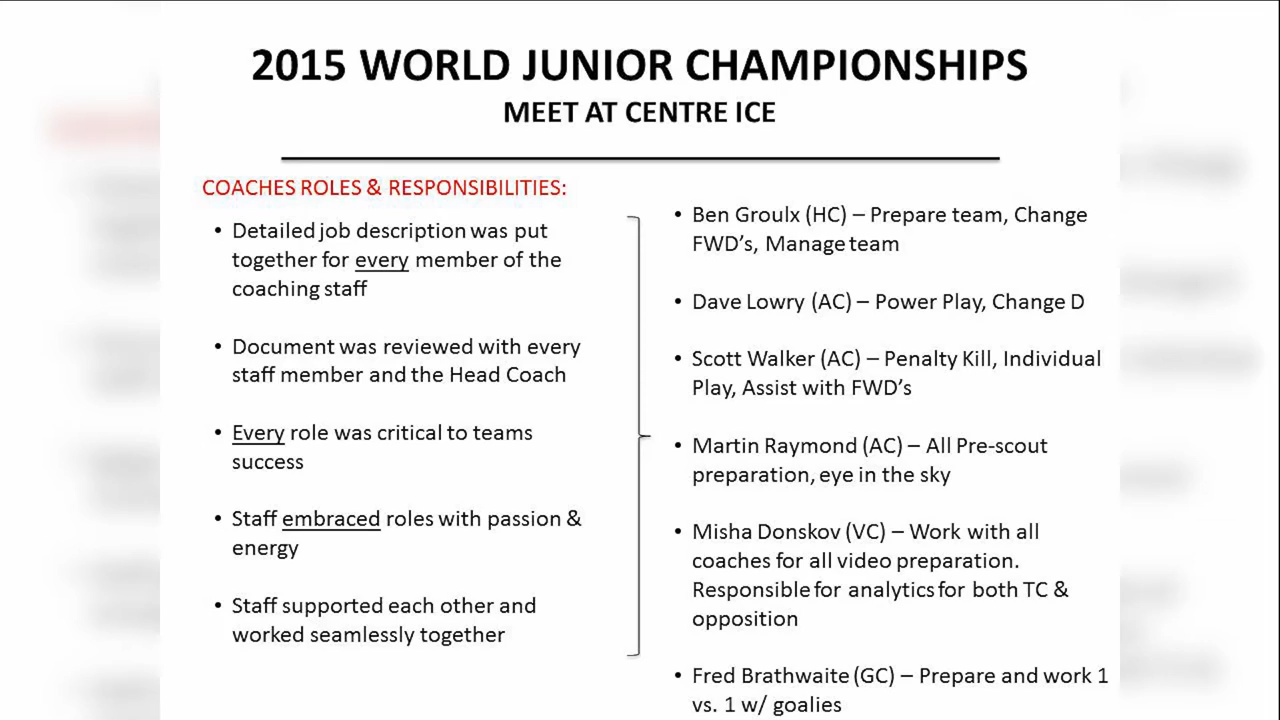 2015 WORLD JUNIOR CHAMPIONSHIPS
MEET AT CENTRE ICE
COACHES ROLES & RESPONSIBILITIES:
• Detailed job description was put
together for every member of the
coaching staff
• Document was reviewed with every
staff member and the Head Coach
• Every role was critical to teams
success
• Staff embraced roles with passion &
energy
• Staff supported each other and
worked seamlessly together
• Ben Groulx (HC) – Prepare team, Change
FWD’s, Manage team
• Dave Lowry (AC) – Power Play, Change D
• Scott Walker (AC) – Penalty Kill, Individual
Play, Assist with FWD’s
• Martin Raymond (AC) – All Pre-scout
preparation, eye in the sky
• Misha Donskov (VC) – Work with all
coaches for all video preparation.
Responsible for analytics for both TC &
opposition
• Fred Brathwaite (GC) – Prepare and work 1
vs. 1 w/ goalies